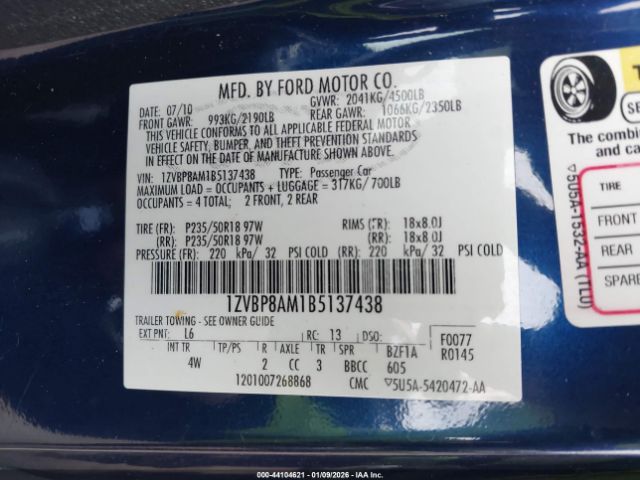 MFD. BY FORD MOTOR CO.
DATE: 07/10 GVWR: 2041KG/4500LB
FRONT GAWR: 993KG/2190LB REAR GAWR: 1066KG/2350LB
THIS VEHICLE CONFORMS TO ALL APPLICABLE FEDERAL MOTOR
VEHICLE SAFETY, BUMPER, AND THEFT PREVENTION STANDARDS
IN EFFECT ON THE DATE OF MANUFACTURE SHOWN ABOVE.
VIN: 1ZVBP8AM1B5137438 TYPE: Passenger Car
MAXIMUM LOAD = OCCUPANTS + LUGGAGE = 317KG/700LB
OCCUPANTS = 4 TOTAL; 2 FRONT, 2 REAR
TIRE (FR): P235/50R18 97W RIMS (FR): 18x8.0J
(RR): P235/50R18 97W (RR): 18x8.0J
PRESSURE (FR): 220 kPa/ 32 PSI COLD (RR): 220 kPa/ 32 PSI COLD
1ZVBP8AM1B5137438
TRAILER TOWING - SEE OWNER GUIDE
EXT PNT: L6 RC: 13 DSO: F0077
INT TR TP/PS R AXLE TR SPR BZF1A R0145
4W 2 CC 3 BBCC 605
1201007268868 CMC ▽5U5A-5420472-AA
The combin
and ca
TIRE
FRONT
REAR
SPARE
▽5U5A-1532-AA (TLU)
000-44104621 - 01/09/2026 - IAA Inc.